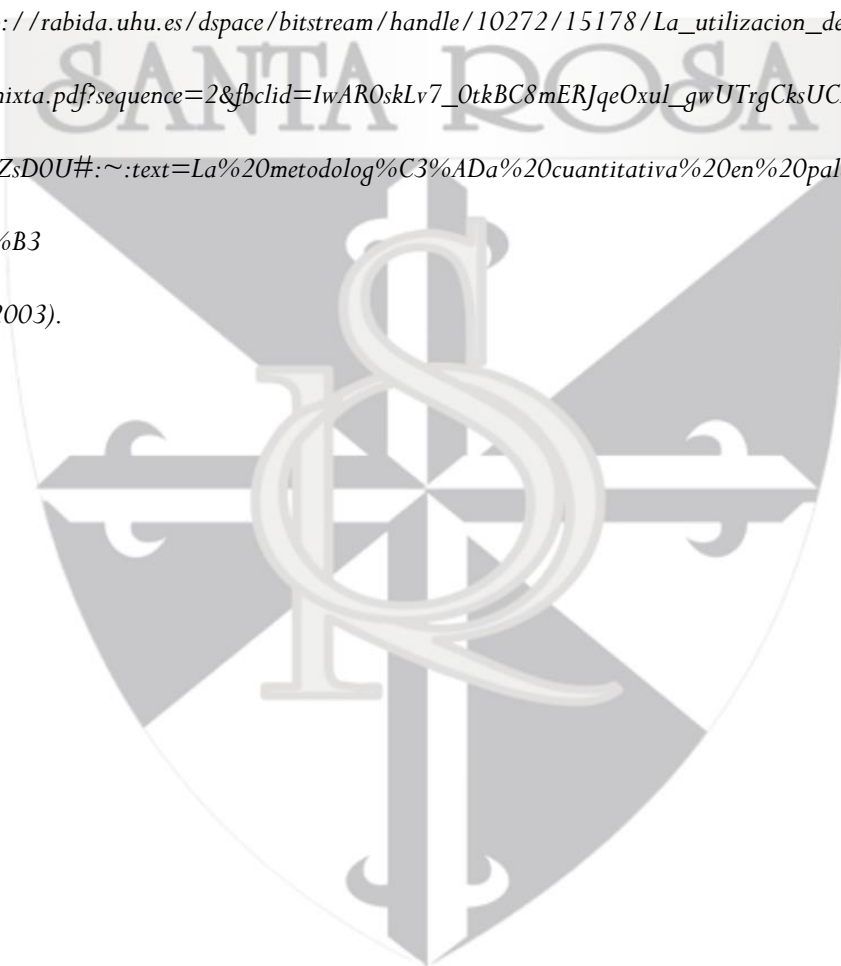 ://rabida.uhu.es/dspace/bitstream/handle/10272/15178/La_utilizacion_de
SANTA ROSA
nixta.pdf?sequence=2&fbclid=IwAR0skLv7_0tkBC8mERJqeOxul_gwUTrgCksUC
ZsD0U#:~:text=La%20metodolog%C3%ADa%20cuantitativa%20en%20pal
%B3
2003).